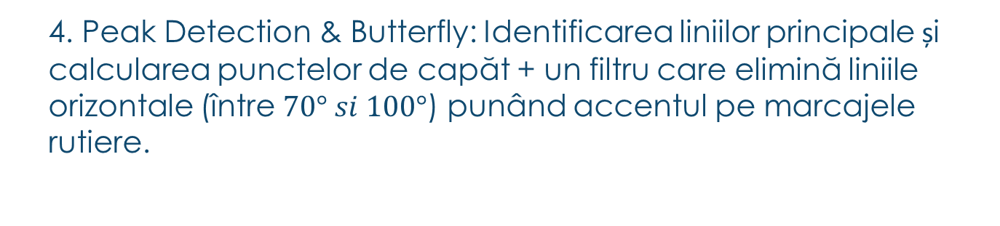 4. Peak Detection & Butterfly: Identificarea liniilor principale și
calcularea punctelor de capăt + un filtru care elimină liniile
orizontale (între 70° si 100°) punând accentul pe marcajele
rutiere.